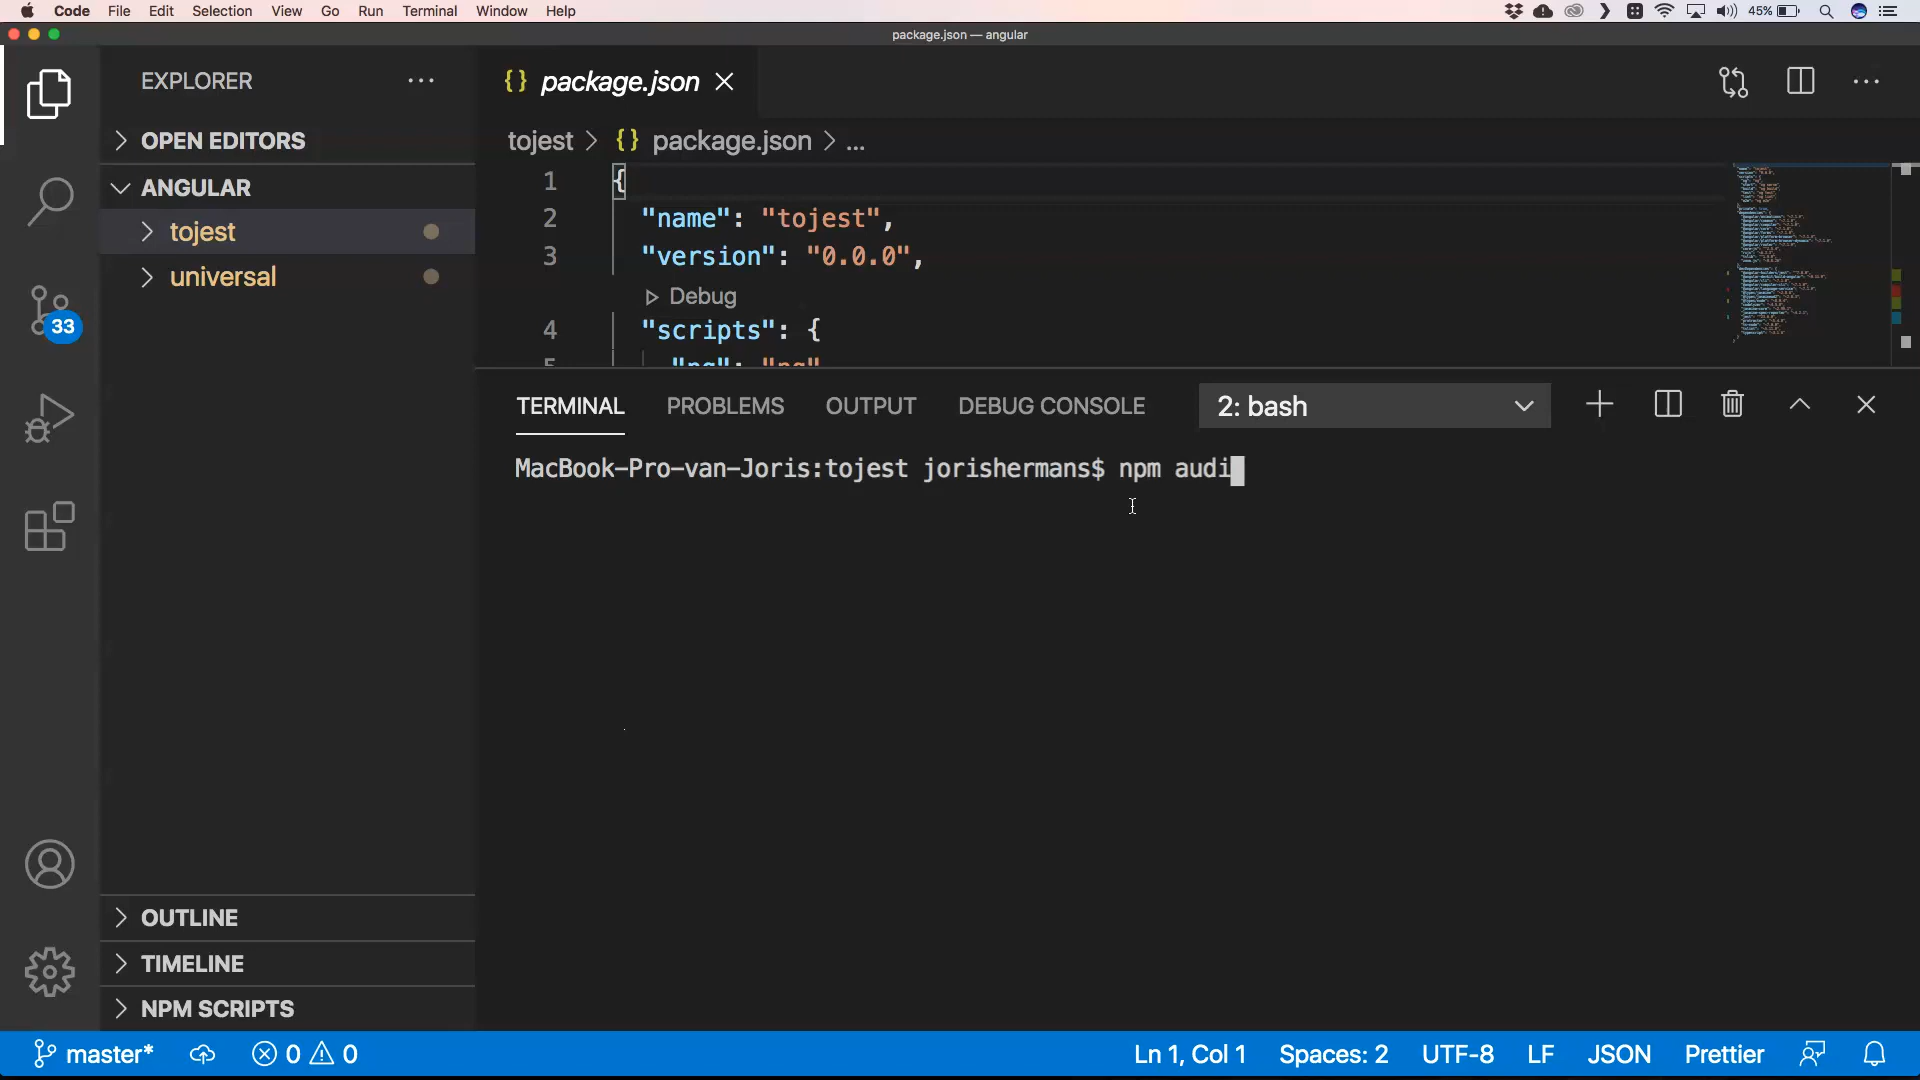 Code File Edit Selection View Go Run Terminal Window Help 45%
package.json — angular
EXPLORER
OPEN EDITORS
ANGULAR
tojest
universal
33
OUTLINE
TIMELINE
NPM SCRIPTS
{} package.json
tojest > {} package.json > ...
1 {
2 "name": "tojest",
3 "version": "0.0.0",
Debug
4 "scripts": {
5 "ng": "ng"
TERMINAL PROBLEMS OUTPUT DEBUG CONSOLE 2: bash
MacBook-Pro-van-Joris:tojest jorishermans$ npm audi
master* 0 0 Ln 1, Col 1 Spaces: 2 UTF-8 LF JSON Prettier